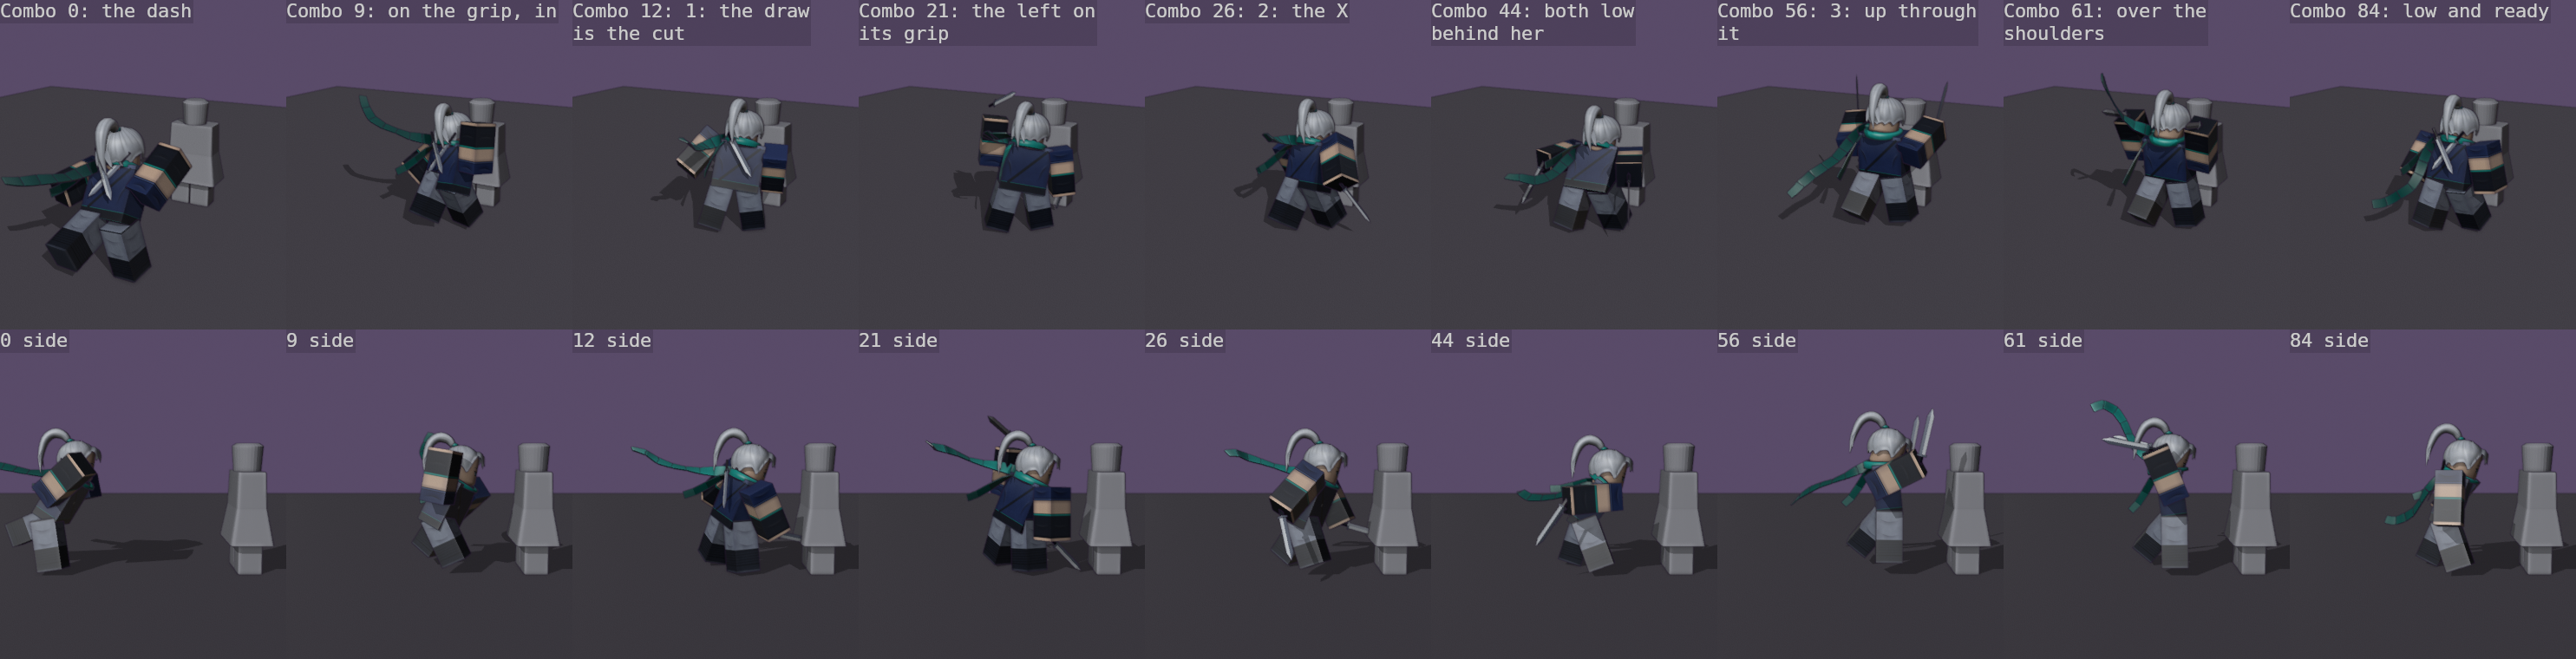 Combo 0: the dash
Combo 9: on the grip, in
Combo 12: 1: the draw
is the cut
Combo 21: the left on
its grip
Combo 26: 2: the X
Combo 44: both low
behind her
Combo 56: 3: up through
it
Combo 61: over the
shoulders
Combo 84: low and ready
0 side
9 side
12 side
21 side
26 side
44 side
56 side
61 side
84 side